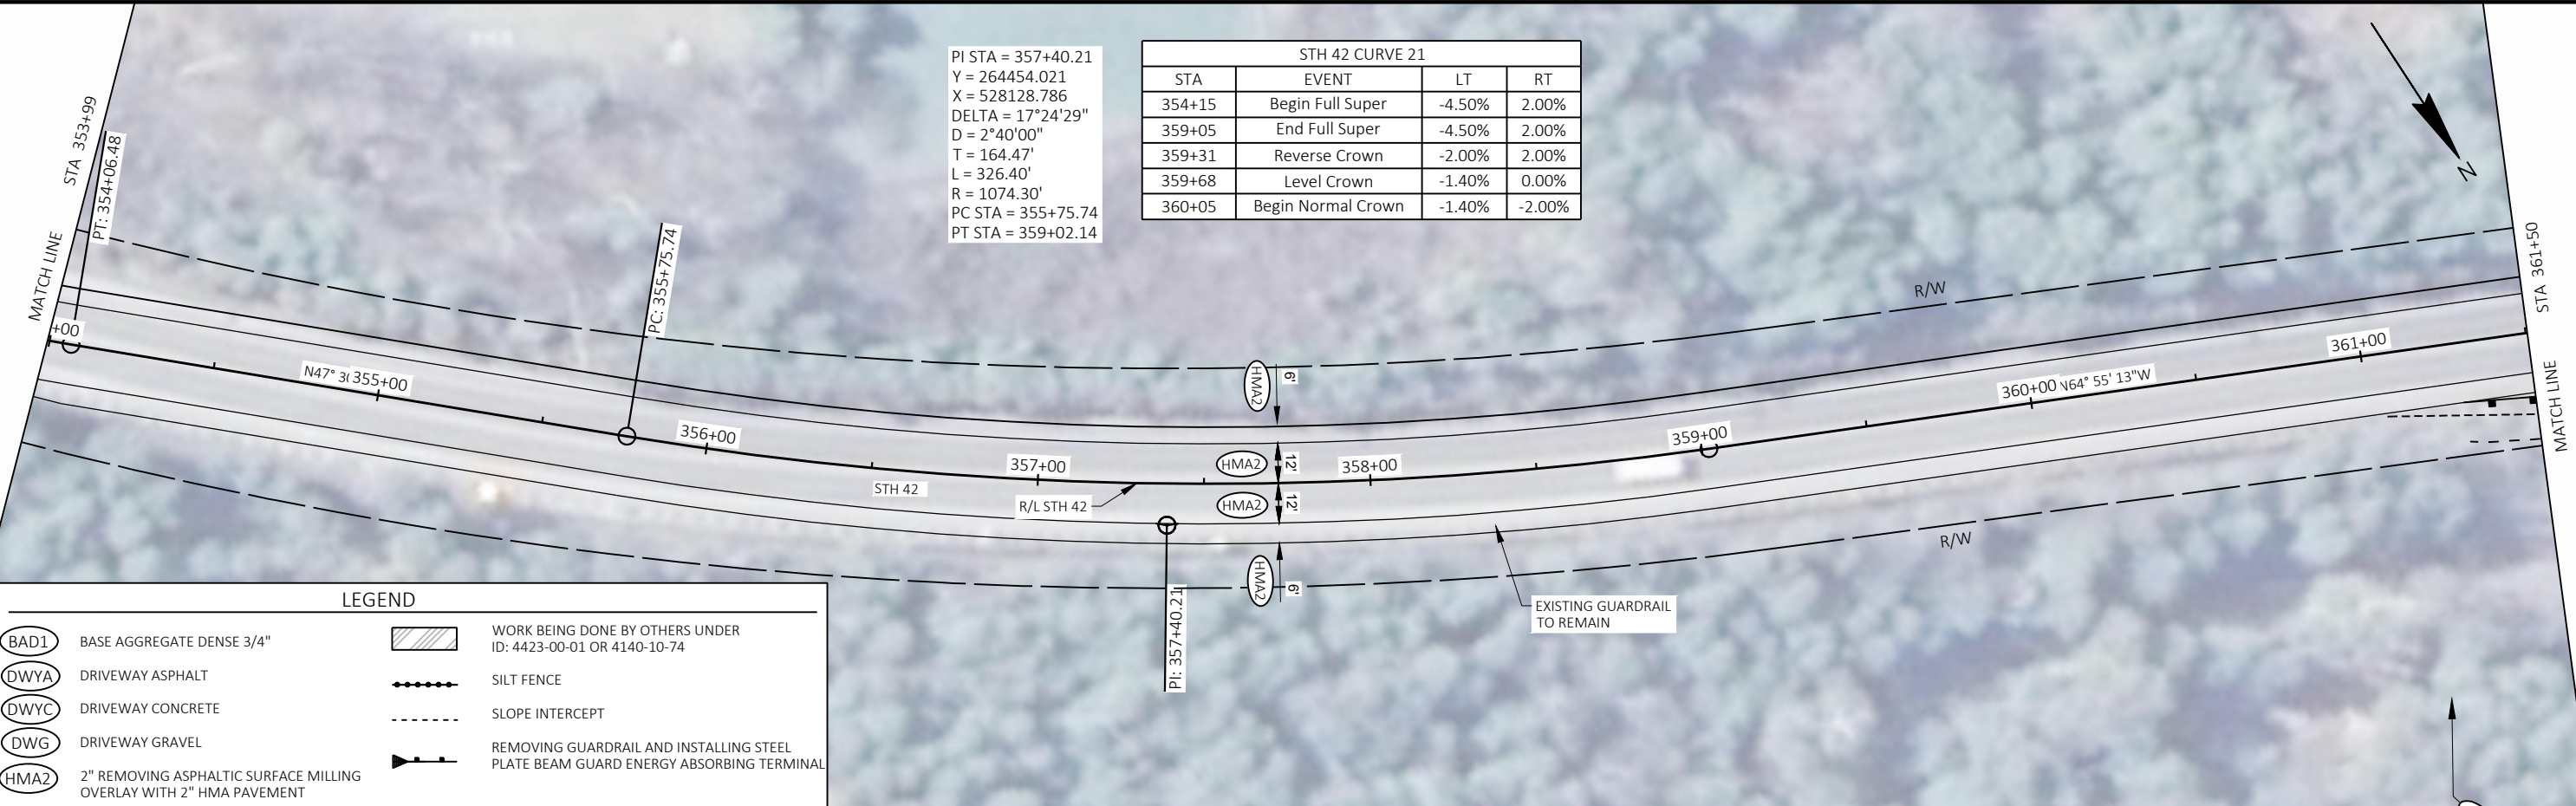 STA 353+99
MATCH LINE
PT: 354+06.48
+00
N47° 355+00
PC: 355+75.74
356+00
STH 42
357+00
R/L STH 42
PI: 357+40.21
PI STA = 357+40.21
Y = 264454.021
X = 528128.786
DELTA = 17°24'29"
D = 2°40'00"
T = 164.47'
L = 326.40'
R = 1074.30'
PC STA = 355+75.74
PT STA = 359+02.14
STH 42 CURVE 21
STA EVENT LT RT
354+15 Begin Full Super -4.50% 2.00%
359+05 End Full Super -4.50% 2.00%
359+31 Reverse Crown -2.00% 2.00%
359+68 Level Crown -1.40% 0.00%
360+05 Begin Normal Crown -1.40% -2.00%
HMA2 6'
HMA2 12'
HMA2 12'
HMA2 6'
358+00
359+00
EXISTING GUARDRAIL
TO REMAIN
R/W
R/W
360+00 N64° 55' 13"W
361+00
N
STA 361+50
MATCH LINE
LEGEND
BAD1 BASE AGGREGATE DENSE 3/4"
DWYA DRIVEWAY ASPHALT
DWYC DRIVEWAY CONCRETE
DWG DRIVEWAY GRAVEL
HMA2 2" REMOVING ASPHALTIC SURFACE MILLING
OVERLAY WITH 2" HMA PAVEMENT
WORK BEING DONE BY OTHERS UNDER
ID: 4423-00-01 OR 4140-10-74
SILT FENCE
SLOPE INTERCEPT
REMOVING GUARDRAIL AND INSTALLING STEEL
PLATE BEAM GUARD ENERGY ABSORBING TERMINAL